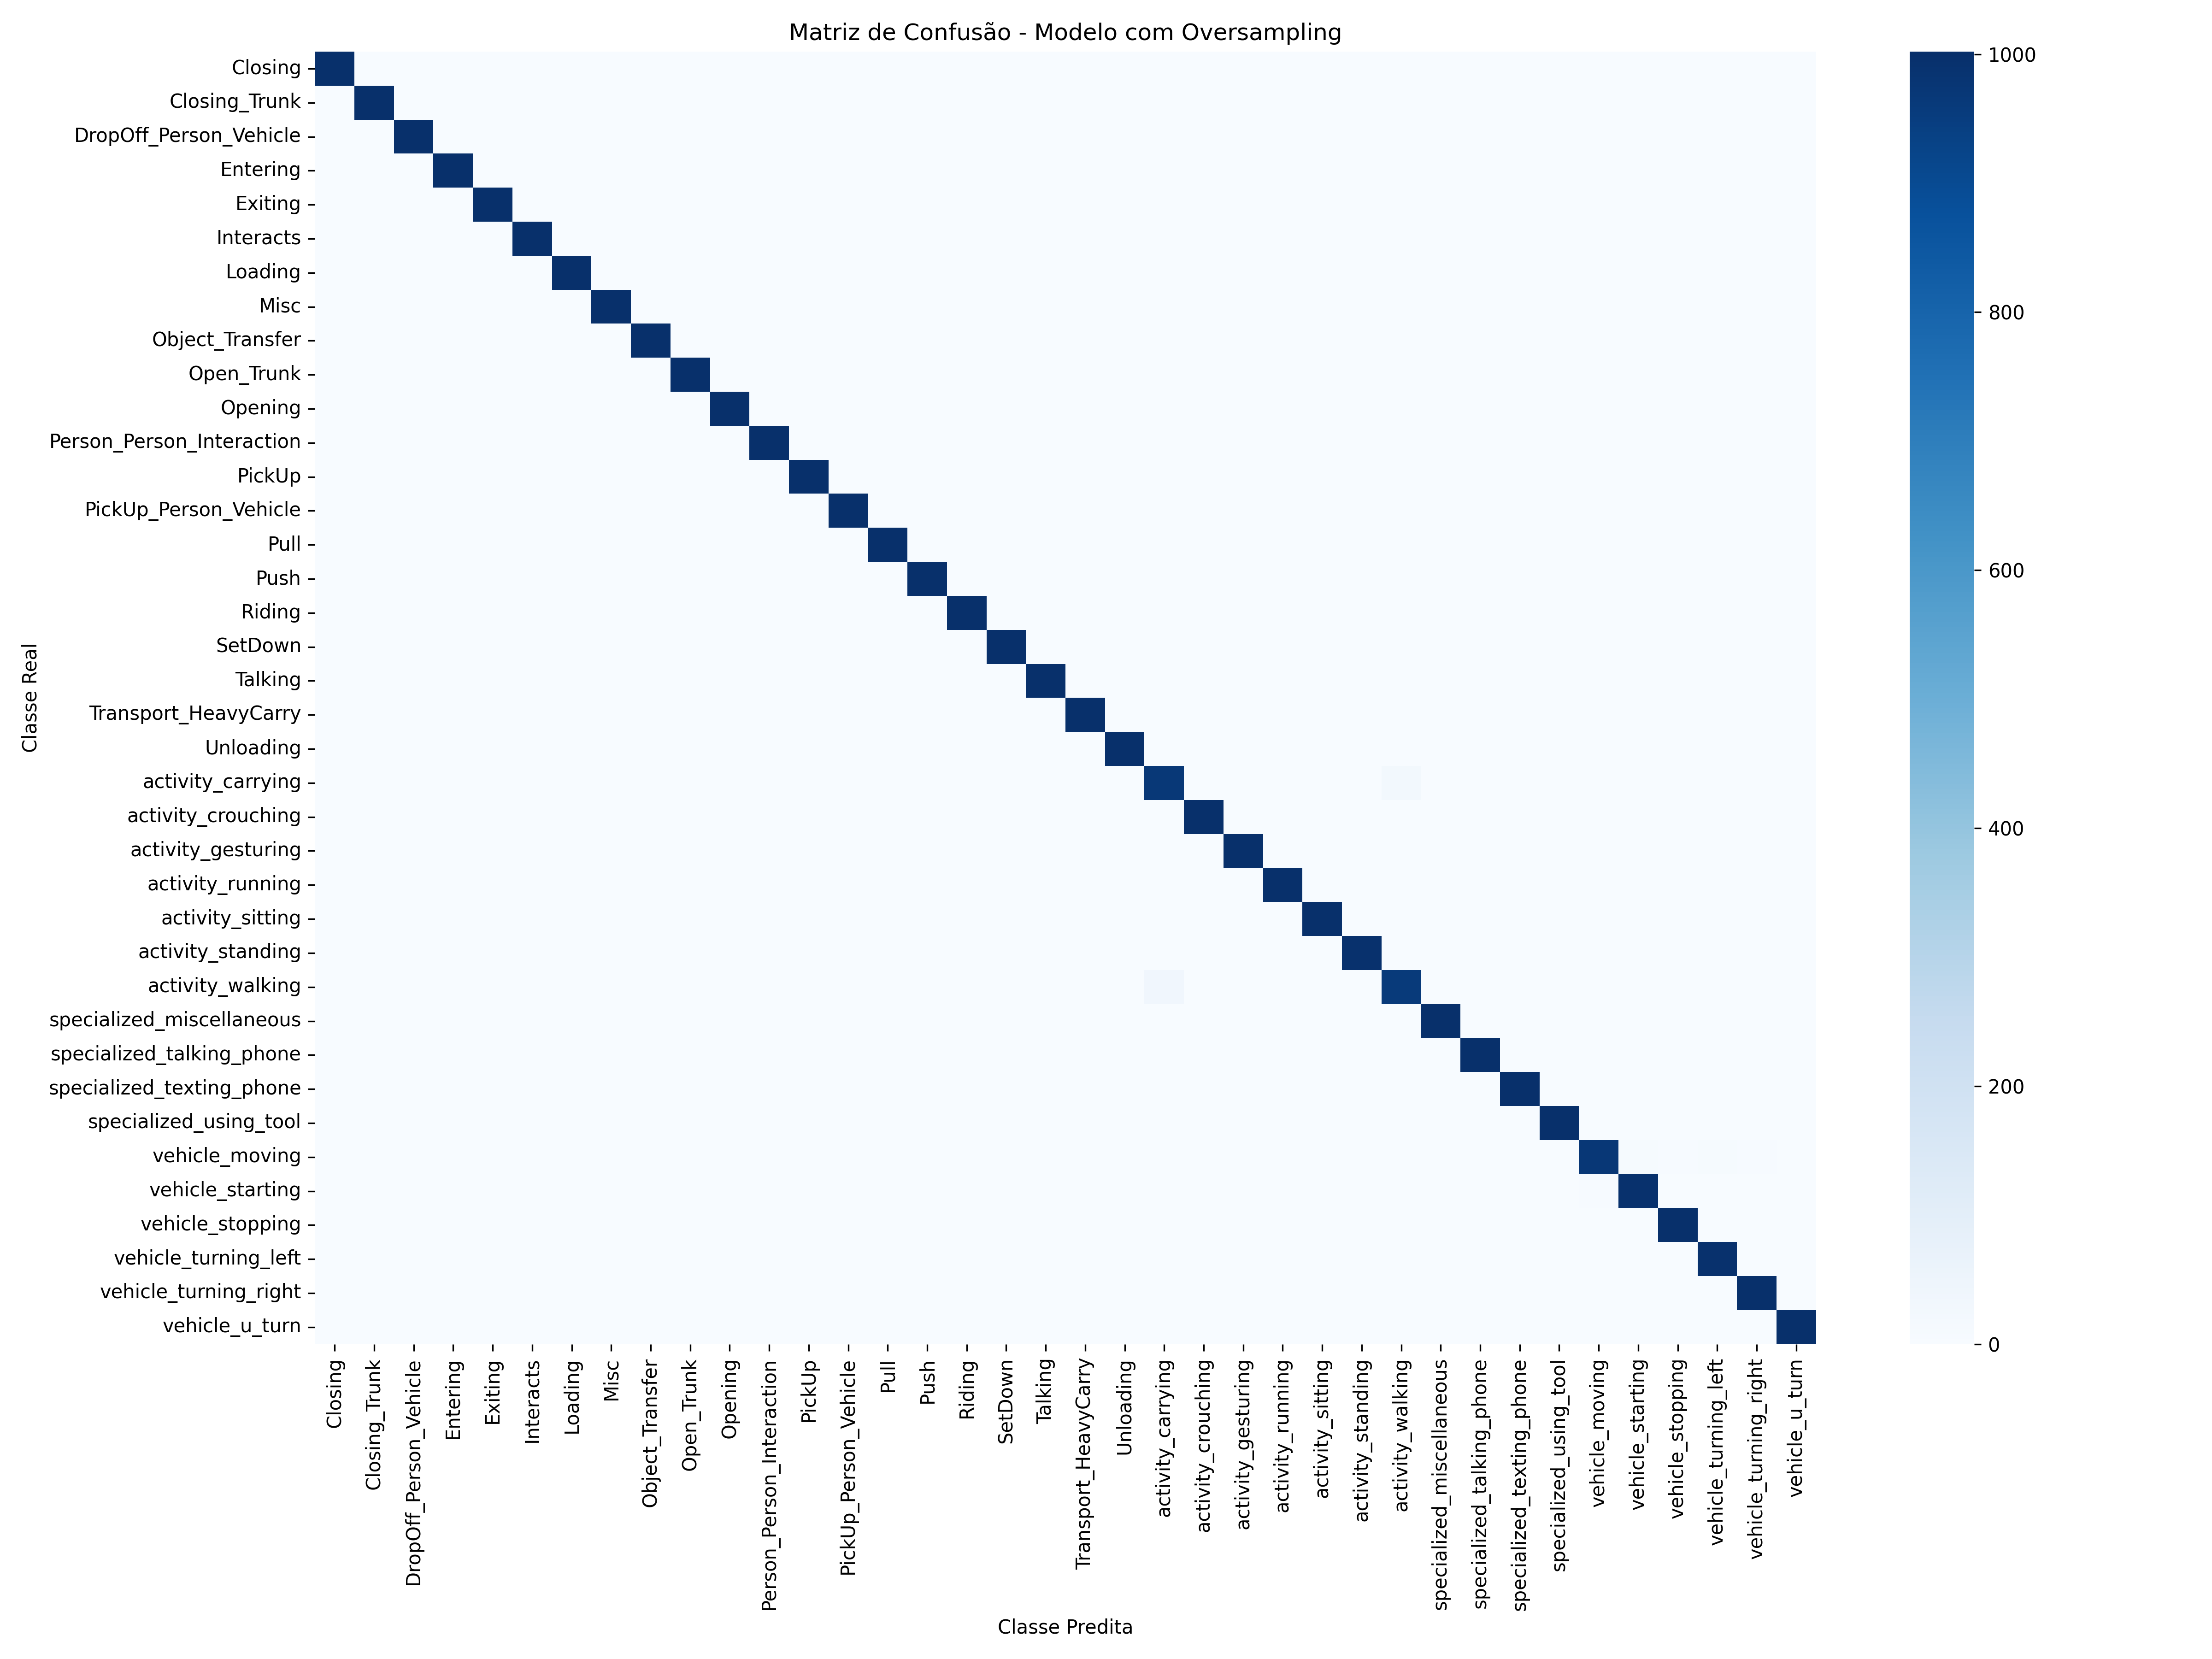 Matriz de Confusão - Modelo com Oversampling
Closing
Closing_Trunk
DropOff_Person_Vehicle
Entering
Exiting
Interacts
Loading
Misc
Object_Transfer
Open_Trunk
Opening
Person_Person_Interaction
PickUp
PickUp_Person_Vehicle
Pull
Push
Riding
SetDown
Talking
Transport_HeavyCarry
Unloading
activity_carrying
activity_crouching
activity_gesturing
activity_running
activity_sitting
activity_standing
activity_walking
specialized_miscellaneous
specialized_talking_phone
specialized_texting_phone
specialized_using_tool
vehicle_moving
vehicle_starting
vehicle_stopping
vehicle_turning_left
vehicle_turning_right
vehicle_u_turn
Classe Real
Closing
Closing_Trunk
DropOff_Person_Vehicle
Entering
Exiting
Interacts
Loading
Misc
Object_Transfer
Open_Trunk
Opening
Person_Person_Interaction
PickUp
PickUp_Person_Vehicle
Pull
Push
Riding
SetDown
Talking
Transport_HeavyCarry
Unloading
activity_carrying
activity_crouching
activity_gesturing
activity_running
activity_sitting
activity_standing
activity_walking
specialized_miscellaneous
specialized_talking_phone
specialized_texting_phone
specialized_using_tool
vehicle_moving
vehicle_starting
vehicle_stopping
vehicle_turning_left
vehicle_turning_right
vehicle_u_turn
Classe Predita
1000
800
600
400
200
0